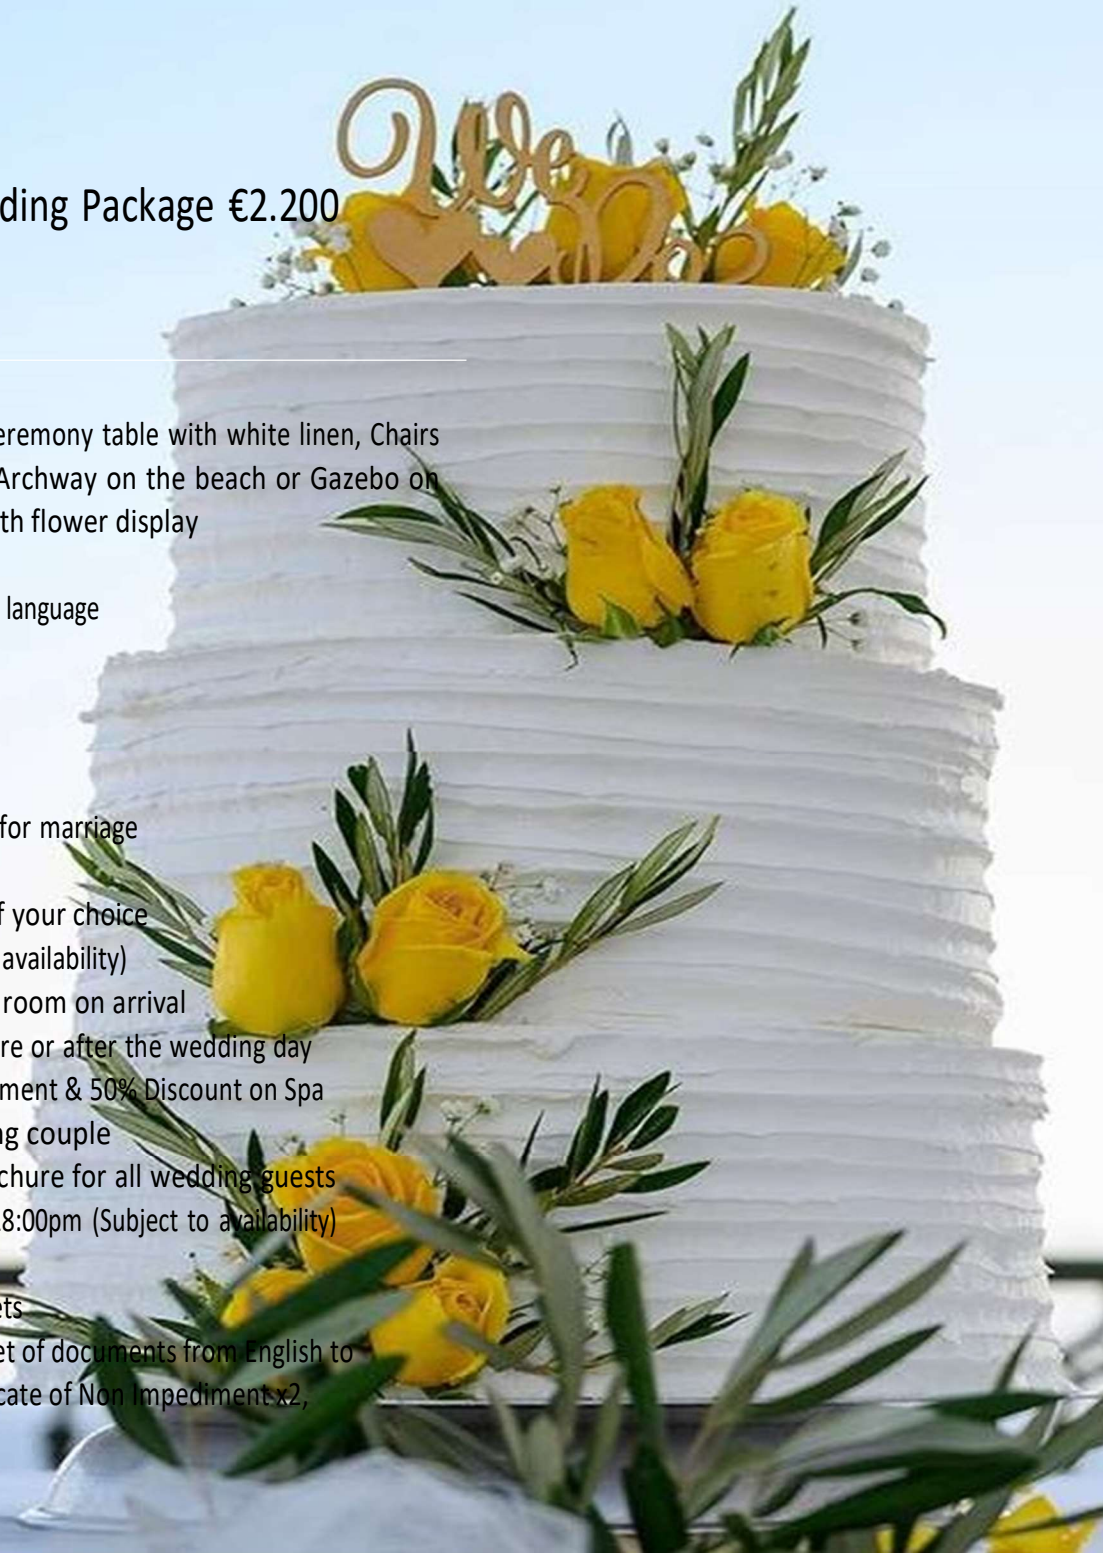 We
Do
ding Package €2.200
eremony table with white linen, Chairs
Archway on the beach or Gazebo on
th flower display
language
for marriage
f your choice
availability)
room on arrival
re or after the wedding day
ment & 50% Discount on Spa
ng couple
chure for all wedding guests
8:00pm (Subject to availability)
ets
et of documents from English to
cate of Non Impediment x2,